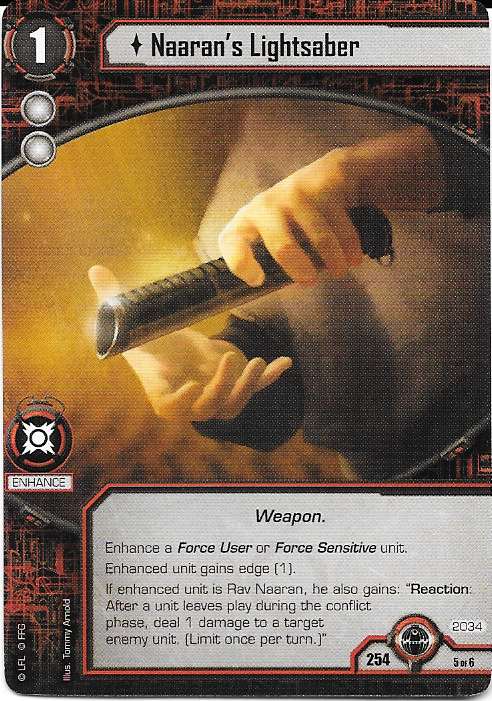 1
Naaran's Lightsaber
ENHANCE
Weapon.
Enhance a Force User or Force Sensitive unit.
Enhanced unit gains edge (1).
If enhanced unit is Rav Naaran, he also gains: “Reaction:
After a unit leaves play during the conflict
phase, deal 1 damage to a target
enemy unit. (Limit once per turn.)”
2034
254
5 of 6
© LFL © FFG
Illus. Tommy Arnold